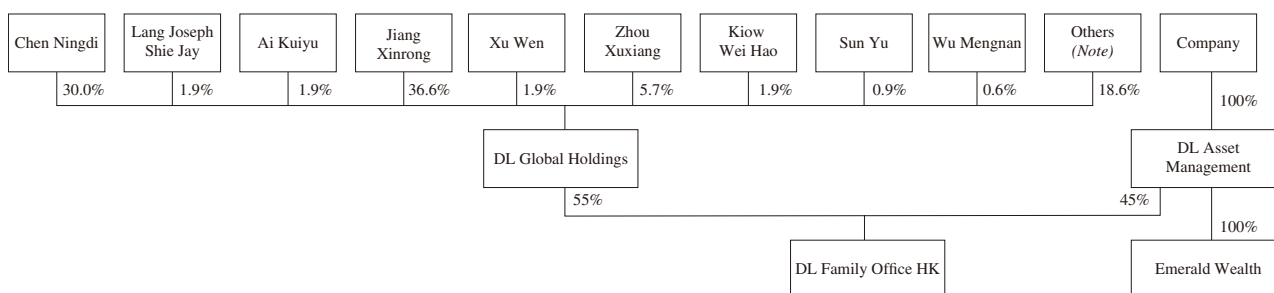 Chen Ningdi
Lang Joseph
Shie Jay
Ai Kuiyu
Jiang
Xinrong
Xu Wen
Zhou
Xuxiang
Kiow
Wei Hao
Sun Yu
Wu Mengnan
Others
(Note)
Company
30.0%
1.9%
1.9%
36.6%
1.9%
5.7%
1.9%
0.9%
0.6%
18.6%
100%
DL Global Holdings
DL Asset
Management
55%
45%
100%
DL Family Office HK
Emerald Wealth